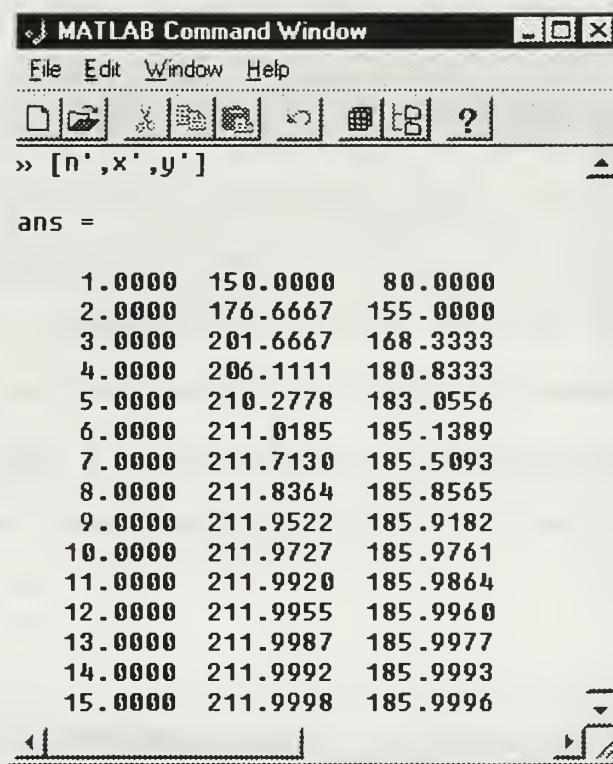 MATLAB Command Window
File Edit Window Help
?
» [n',x',y']
ans =
1.0000 150.0000 80.0000
2.0000 176.6667 155.0000
3.0000 201.6667 168.3333
4.0000 206.1111 180.8333
5.0000 210.2778 183.0556
6.0000 211.0185 185.1389
7.0000 211.7130 185.5093
8.0000 211.8364 185.8565
9.0000 211.9522 185.9182
10.0000 211.9727 185.9761
11.0000 211.9920 185.9864
12.0000 211.9955 185.9960
13.0000 211.9987 185.9977
14.0000 211.9992 185.9993
15.0000 211.9998 185.9996